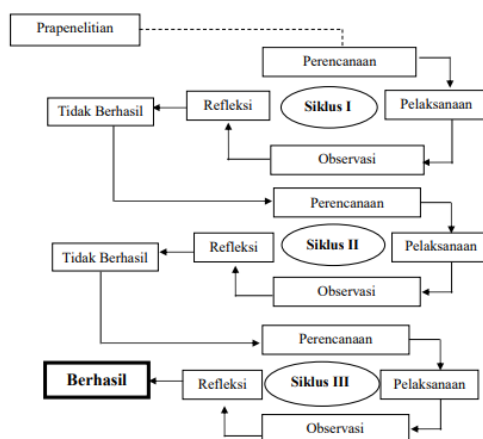 Prapenelitian
Perencanaan
Tidak Berhasil
Refleksi
Siklus I
Pelaksanaan
Observasi
Perencanaan
Tidak Berhasil
Refleksi
Siklus II
Pelaksanaan
Observasi
Perencanaan
Berhasil
Refleksi
Siklus III
Pelaksanaan
Observasi